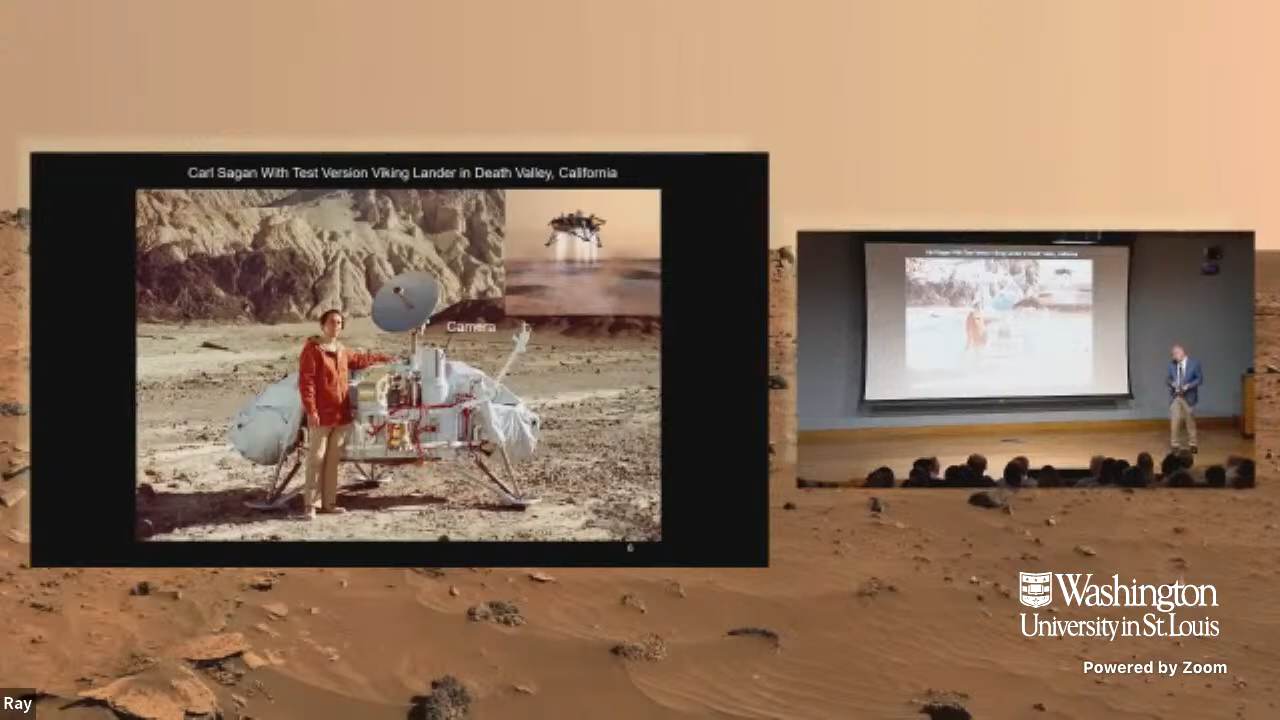 Carl Sagan With Test Version Viking Lander in Death Valley, California
Camera
6
Washington
University in St. Louis
Powered by Zoom
Ray